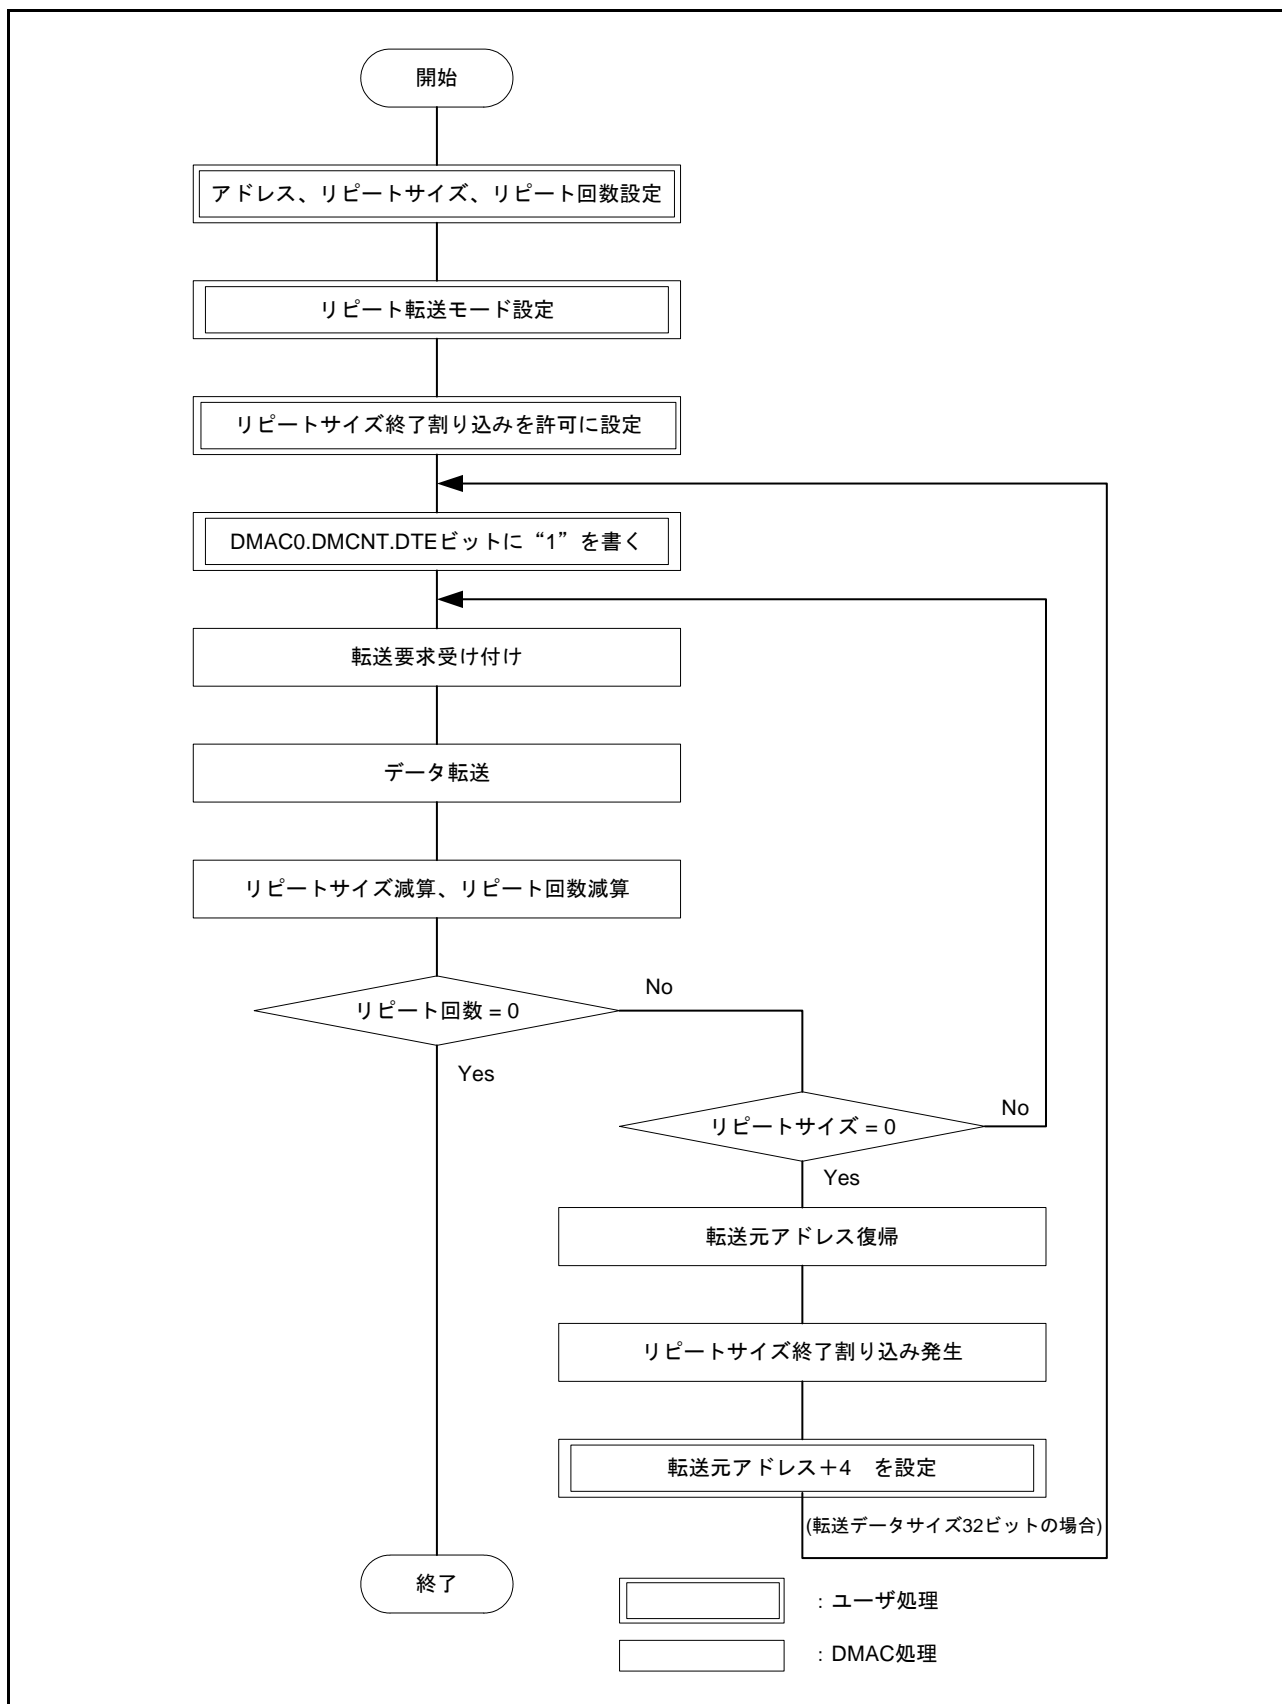 開始
アドレス、リピートサイズ、リピート回数設定
リピート転送モード設定
リピートサイズ終了割り込みを許可に設定
DMAC0.DMCNT.DTEビットに“1”を書く
転送要求受け付け
データ転送
リピートサイズ減算、リピート回数減算
リピート回数 = 0
No
Yes
リピートサイズ = 0
No
Yes
転送元アドレス復帰
リピートサイズ終了割り込み発生
転送元アドレス＋4　を設定
(転送データサイズ32ビットの場合)
終了
：ユーザ処理
：DMAC処理